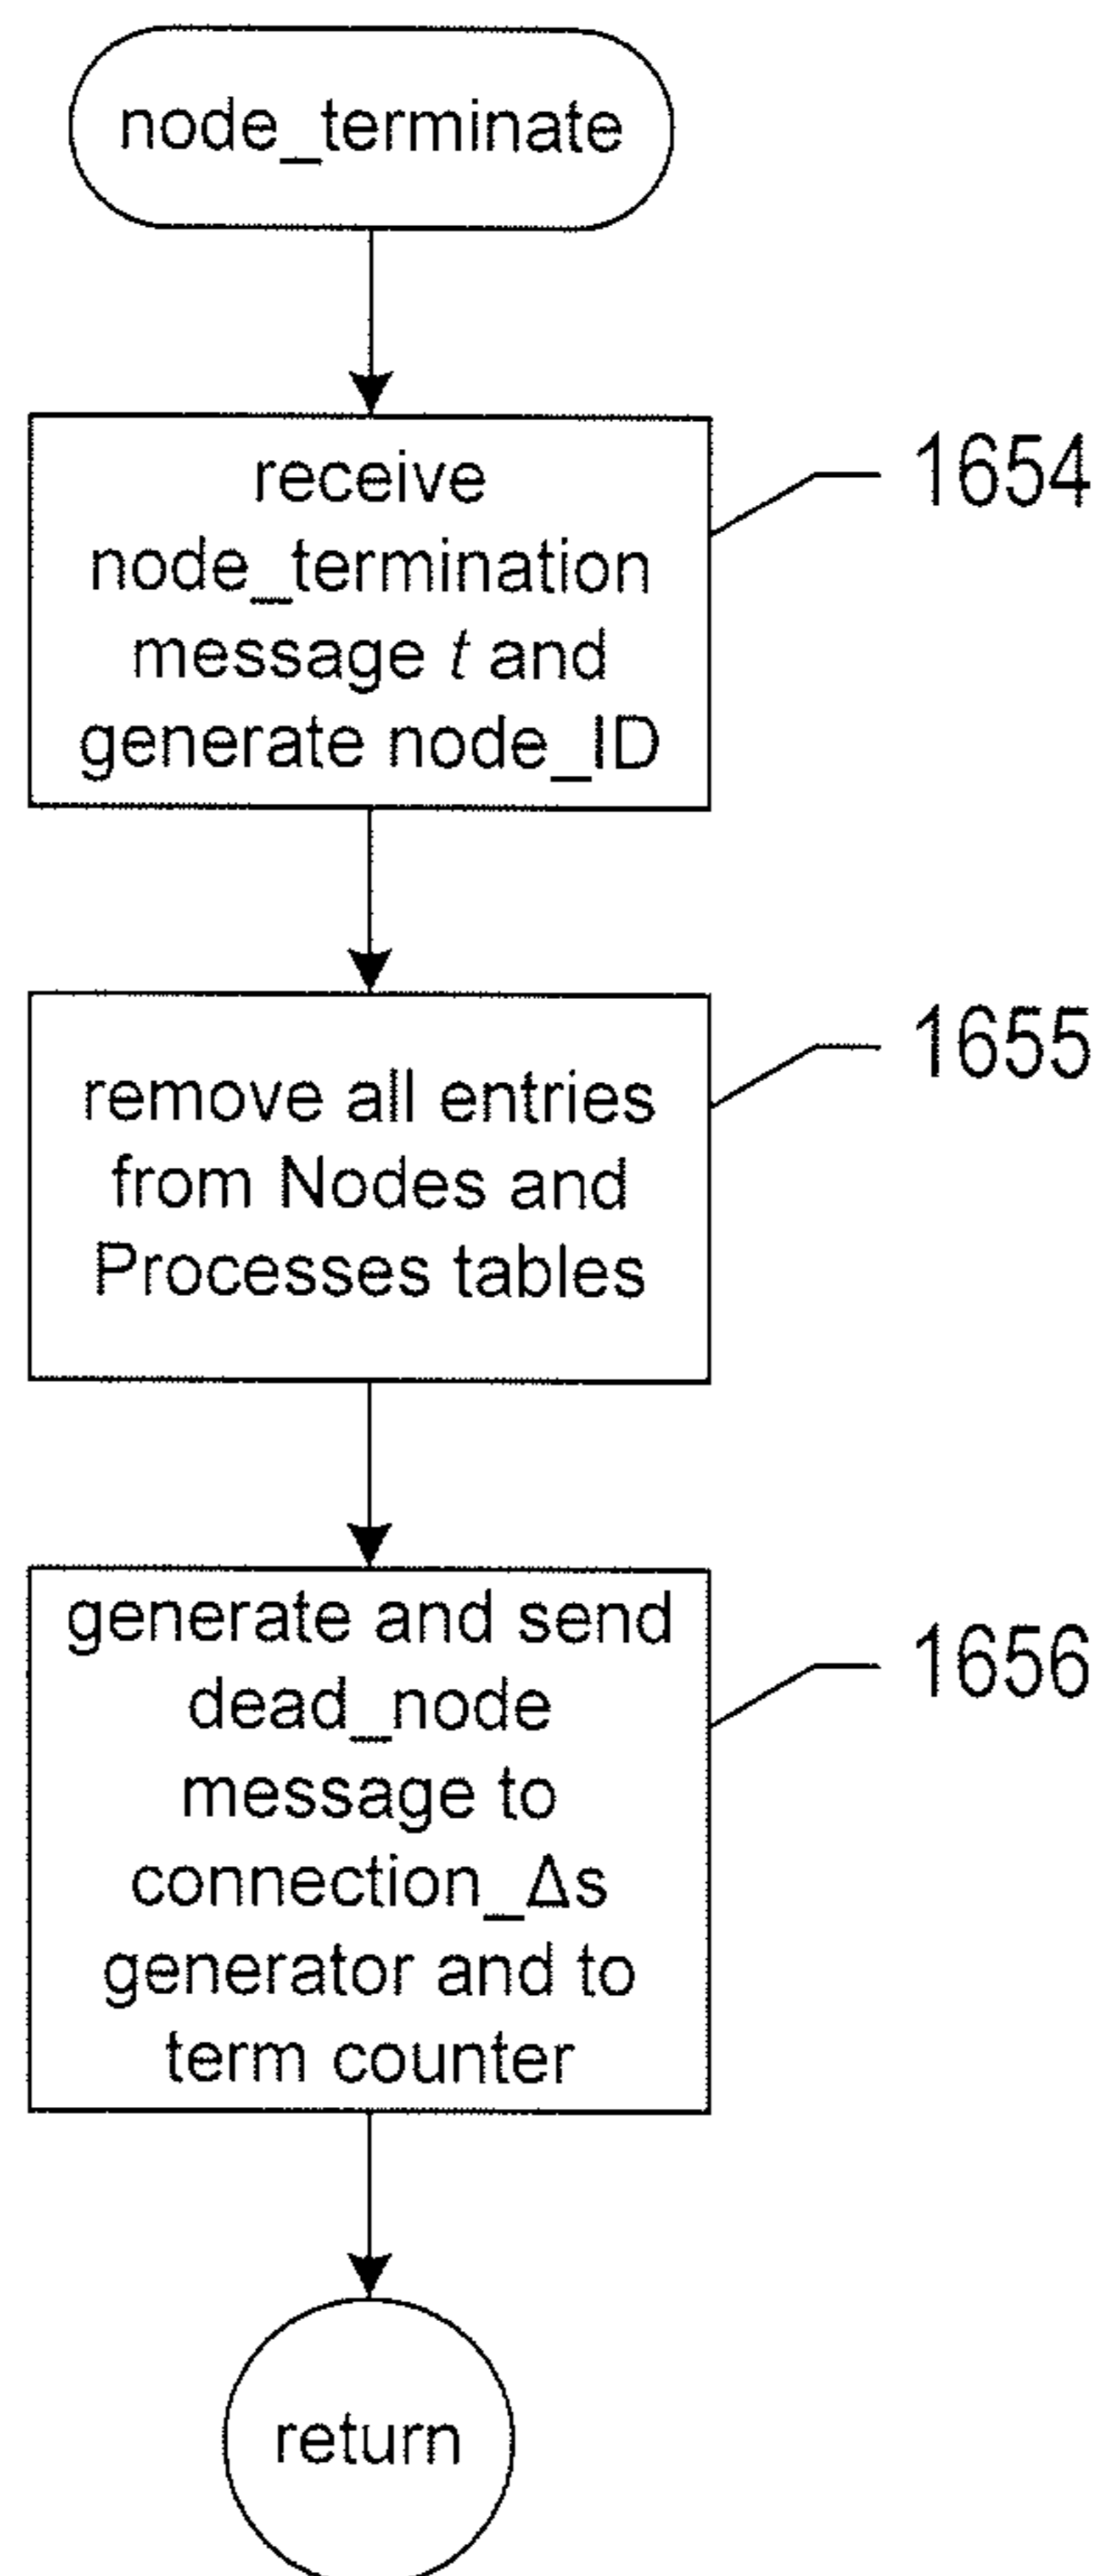 node_terminate
receive
node_termination
message t and
generate node_ID
1654
remove all entries
from Nodes and
Processes tables
1655
generate and send
dead_node
message to
connection_Δs
generator and to
term counter
1656
return